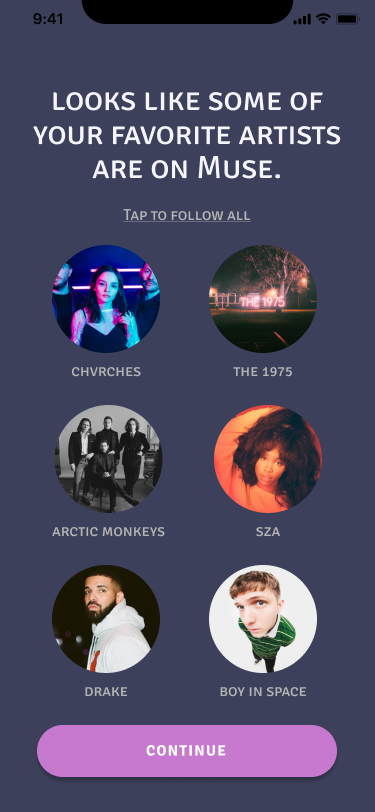 9:41
LOOKS LIKE SOME OF
YOUR FAVORITE ARTISTS
ARE ON MUSE.
TAP TO FOLLOW ALL
THE 1975
CHVRCHES
THE 1975
ARCTIC MONKEYS
SZA
DRAKE
BOY IN SPACE
CONTINUE